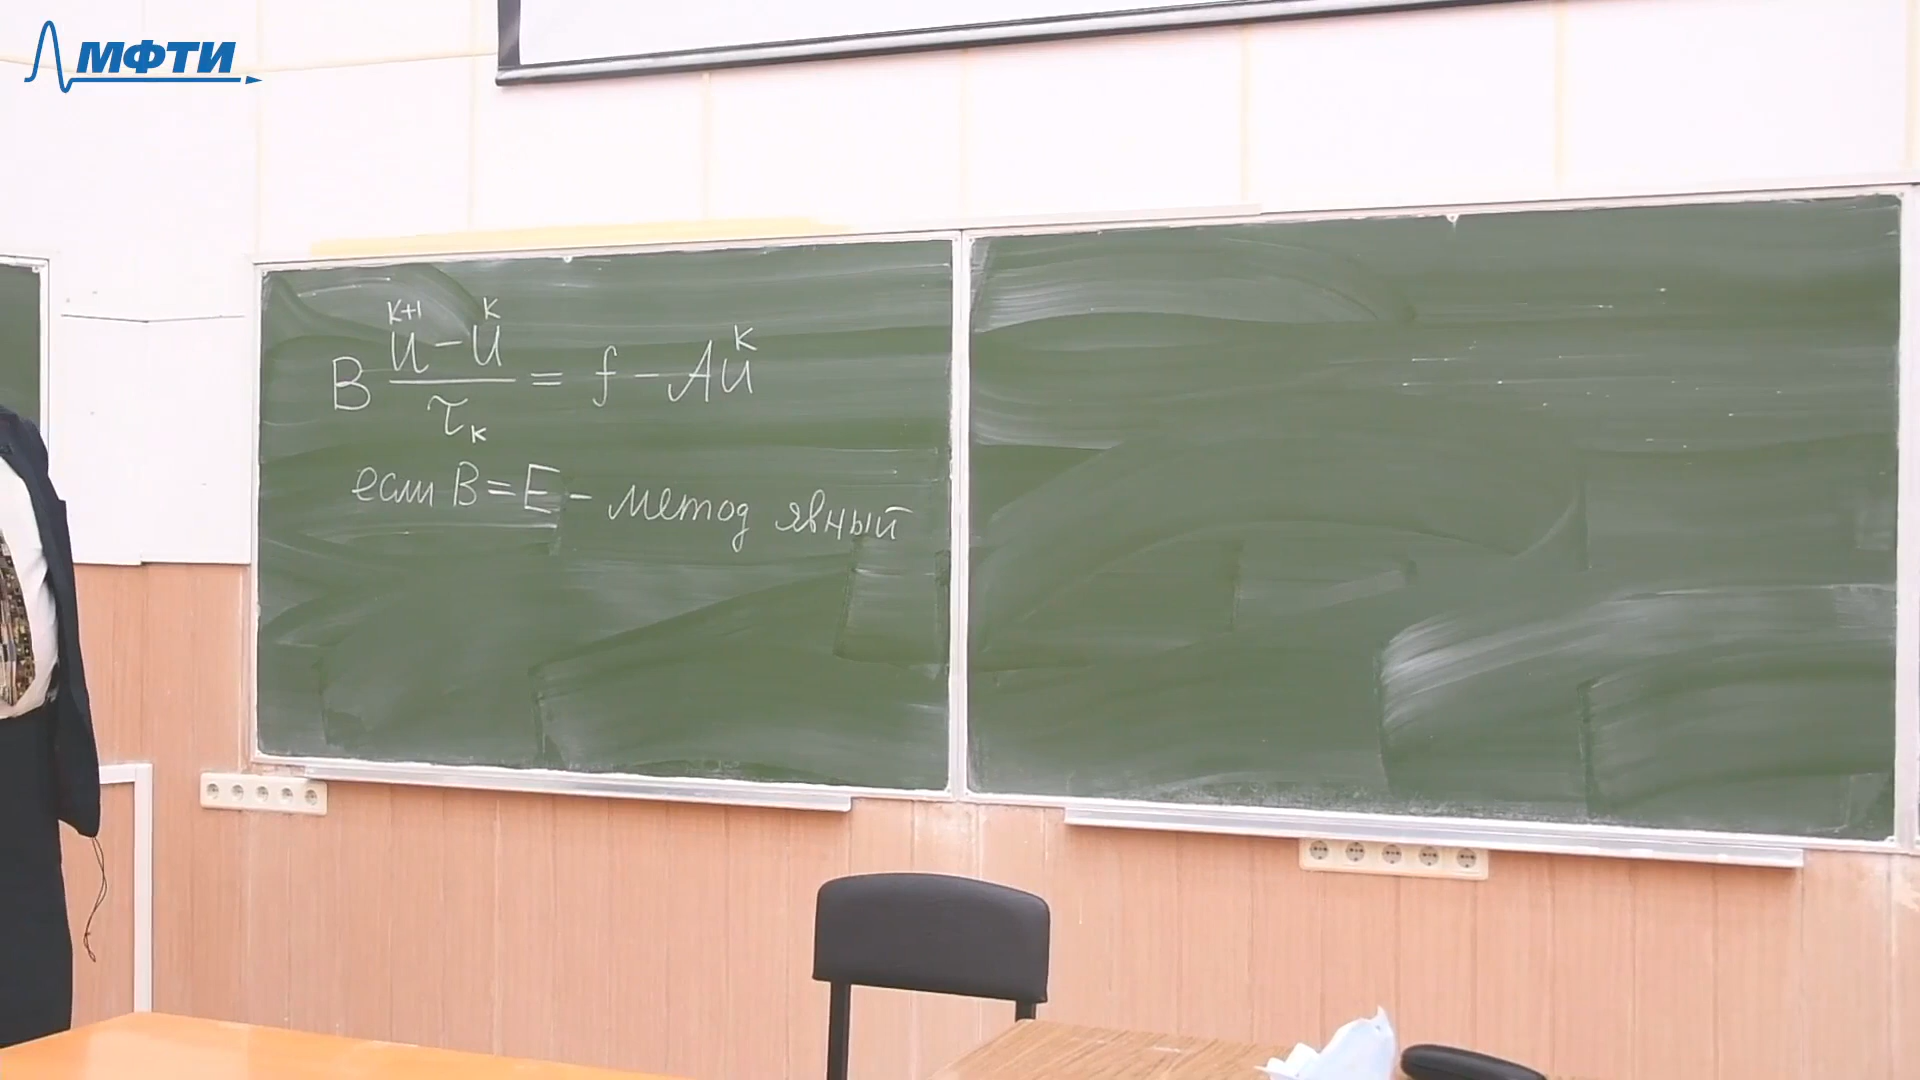 МФТИ
B (u^{k+1} - u^k) / τ_k = f - Au^k
если B = E - метод явный